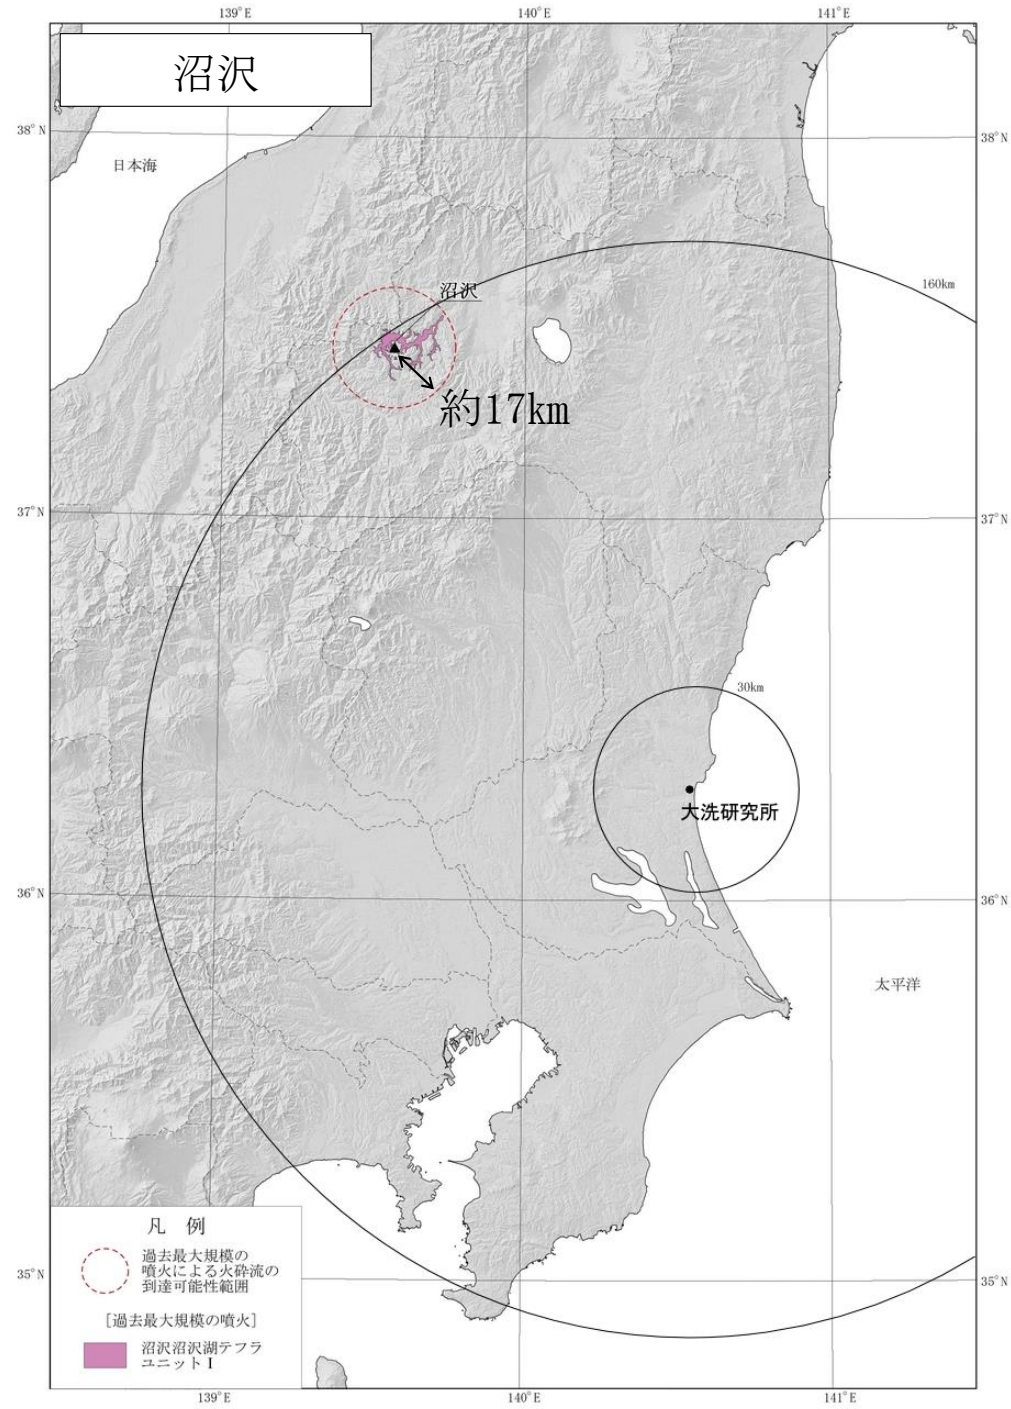 139°E
140°E
141°E
沼沢
38°N
38°N
日本海
160km
沼沢
約17km
37°N
37°N
30km
大洗研究所
36°N
36°N
太平洋
凡 例
過去最大規模の
噴火による火砕流の
到達可能性範囲
[過去最大規模の噴火]
沼沢沼沢湖テフラ
ユニットⅠ
35°N
35°N
139°E
140°E
141°E